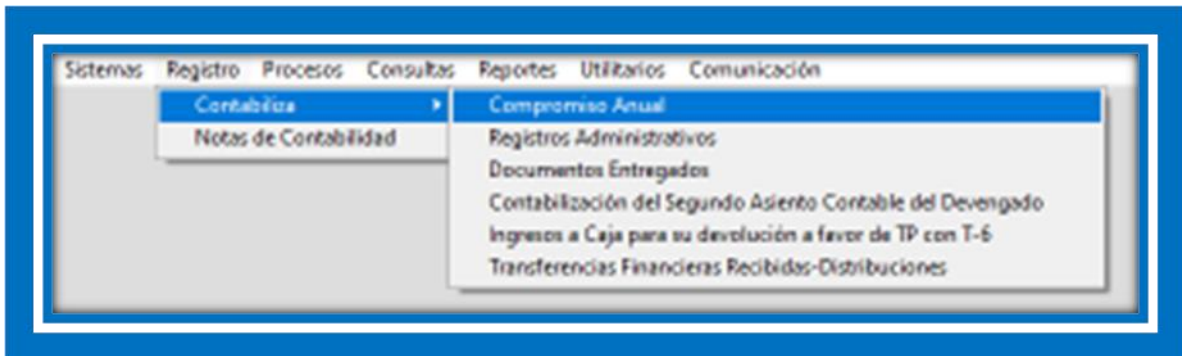 Sistemas Registro Procesos Consultas Reportes Utilitarios Comunicación
Contabiliza
Notas de Contabilidad
Compromiso Anual
Registros Administrativos
Documentos Entregados
Contabilización del Segundo Asiento Contable del Devengado
Ingresos a Caja para su devolución a favor de TP con T-6
Transferencias Financieras Recibidas-Distribuciones